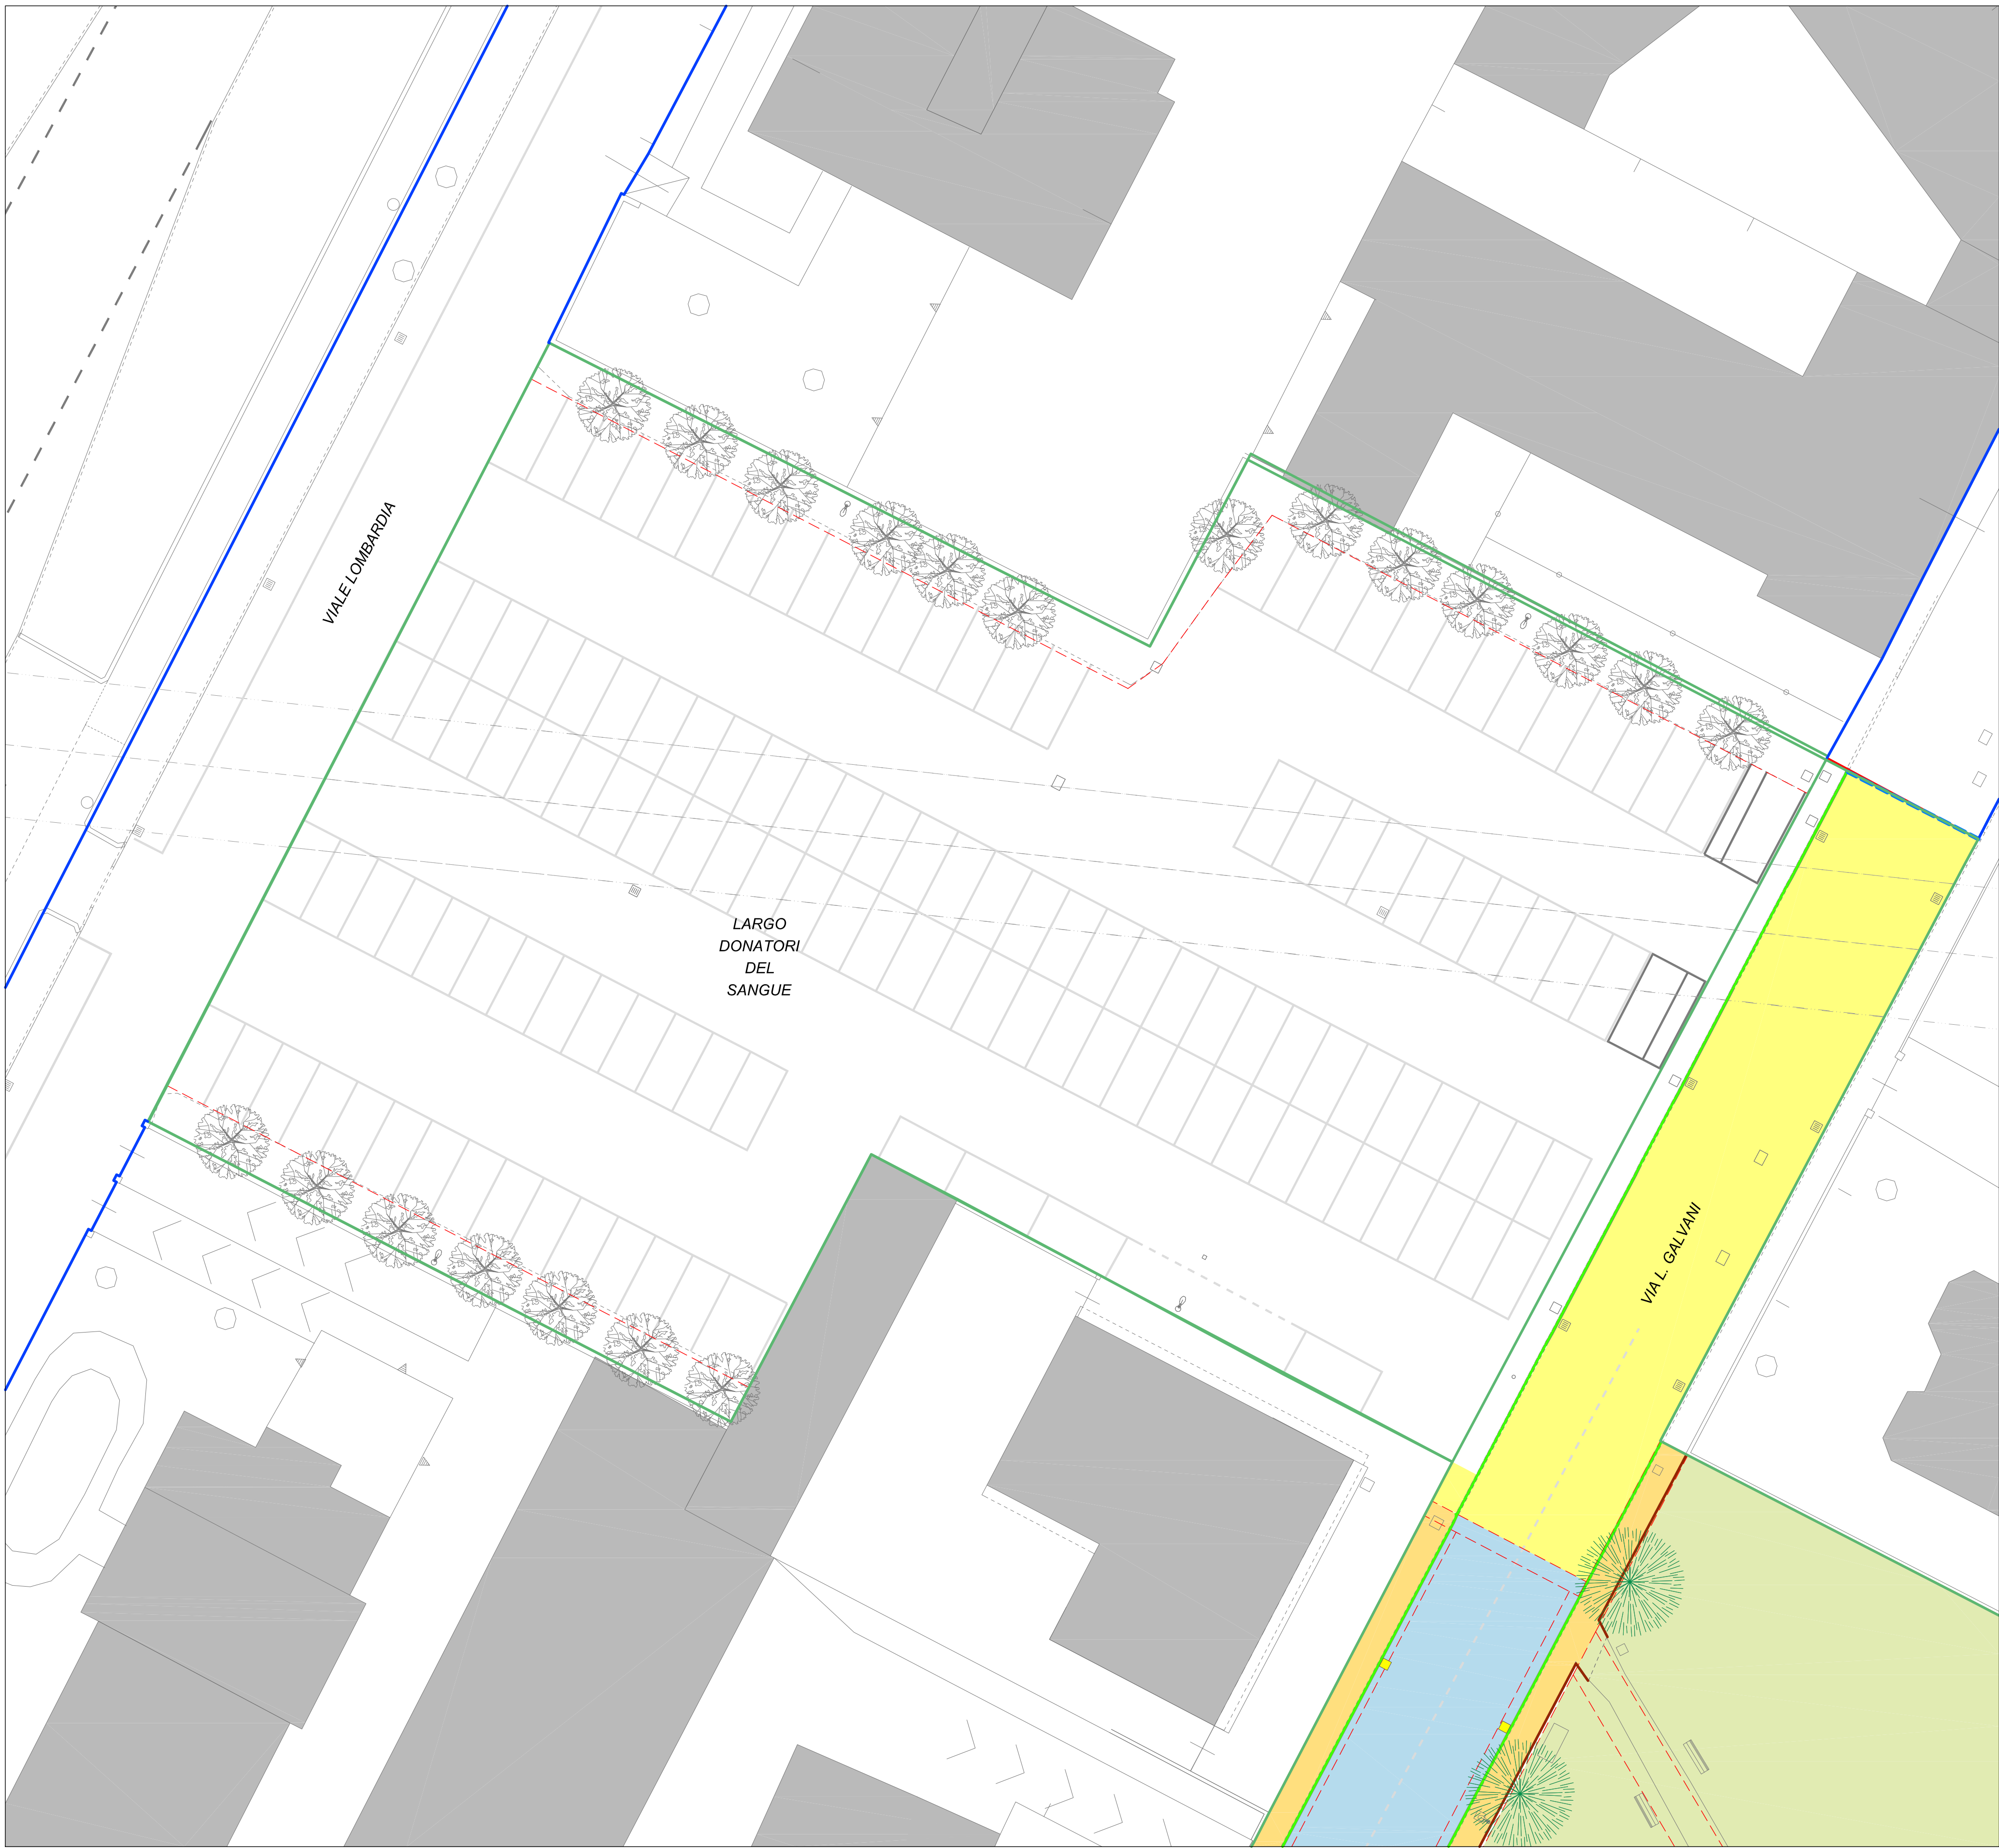 VIALE LOMBARDIA
LARGO
DONATORI
DEL
SANGUE
VIA L. GALVANI